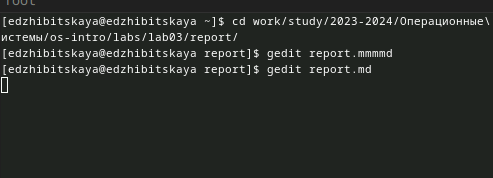 root
[edzhibitskaya@edzhibitskaya ~]$ cd work/study/2023-2024/Операционные\
истемы/os-intro/labs/lab03/report/
[edzhibitskaya@edzhibitskaya report]$ gedit report.mmmmd
[edzhibitskaya@edzhibitskaya report]$ gedit report.md